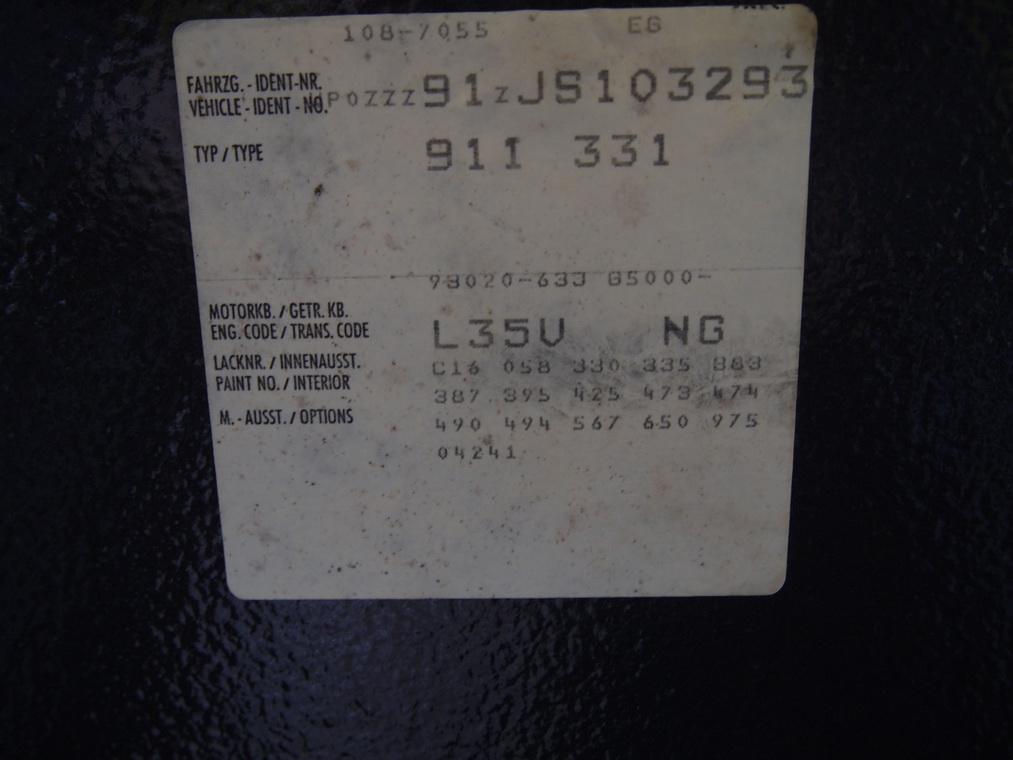 108-7055 EG
FAHRZG.-IDENT-NR.
VEHICLE-IDENT-NO. WP0ZZZ91ZJS103293
TYP / TYPE 911 331
98020-633 G5000-
MOTORKB. / GETR. KB.
ENG. CODE / TRANS. CODE L35V NG
LACKNR. / INNENAUSST. C16 058 330 335 383
PAINT NO. / INTERIOR 387 395 425 473 474
M.-AUSST. / OPTIONS 490 494 567 650 975
04241